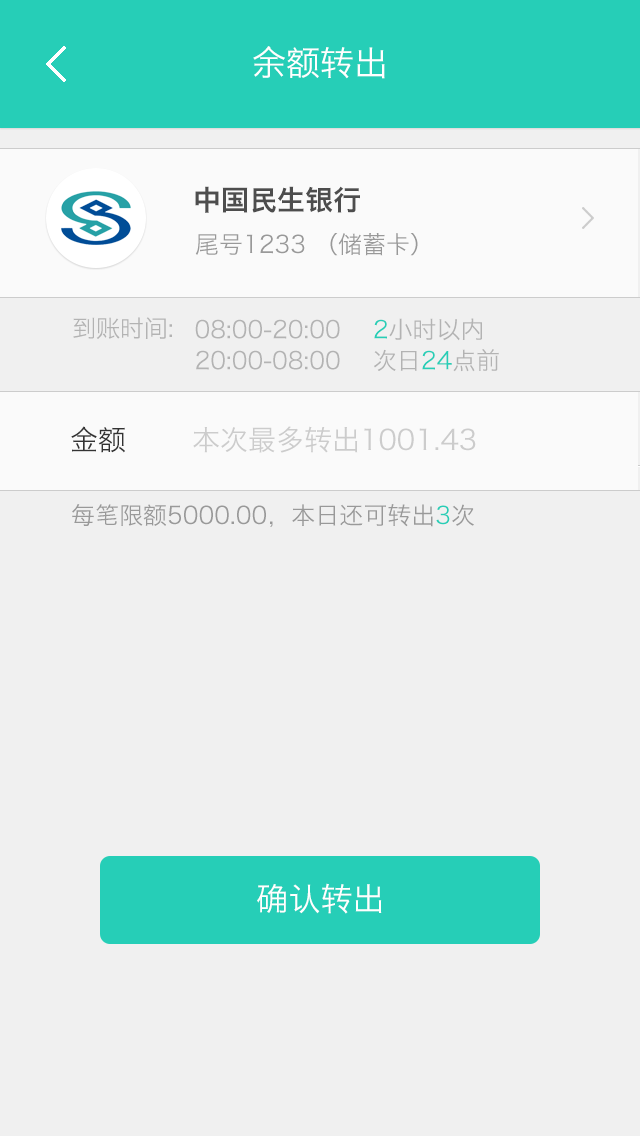 余额转出
中国民生银行
尾号1233 （储蓄卡）
到账时间: 08:00-20:00 2小时以内
20:00-08:00 次日24点前
金额 本次最多转出1001.43
每笔限额5000.00，本日还可转出3次
确认转出